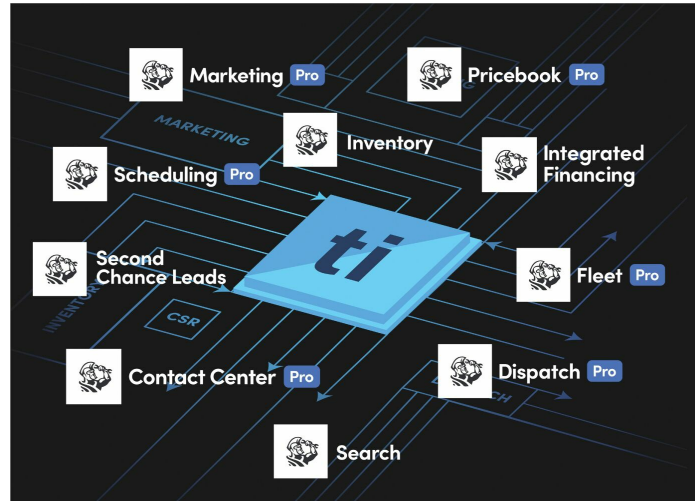 Marketing Pro
Pricebook Pro
MARKETING
Inventory
Integrated
Financing
Scheduling Pro
ti
Second
Chance Leads
Fleet Pro
INVENTORY
CSR
Contact Center Pro
Dispatch Pro
Search